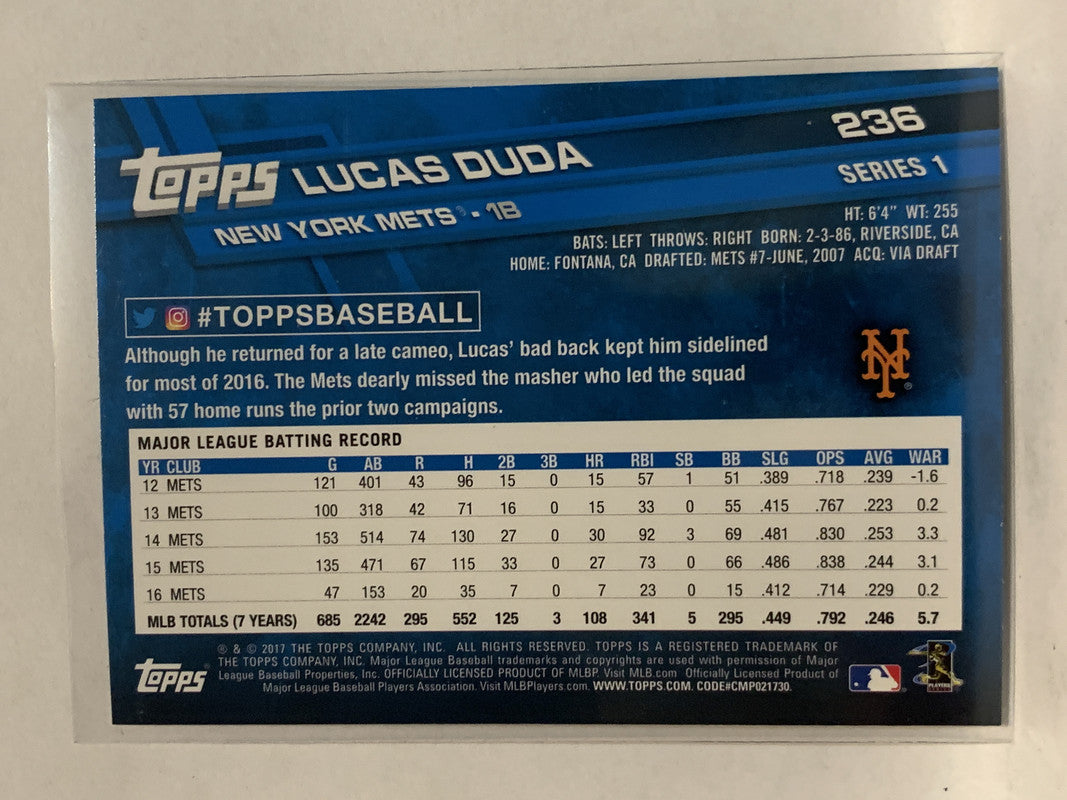 TOPPS LUCAS DUDA 236
NEW YORK METS® - 1B SERIES 1
HT: 6'4" WT: 255
BATS: LEFT THROWS: RIGHT BORN: 2-3-86, RIVERSIDE, CA
HOME: FONTANA, CA DRAFTED: METS #7-JUNE, 2007 ACQ: VIA DRAFT
#TOPPSBASEBALL
Although he returned for a late cameo, Lucas' bad back kept him sidelined
for most of 2016. The Mets dearly missed the masher who led the squad
with 57 home runs the prior two campaigns.
NY®
MAJOR LEAGUE BATTING RECORD
YR CLUB G AB R H 2B 3B HR RBI SB BB SLG OPS AVG WAR
12 METS 121 401 43 96 15 0 15 57 1 51 .389 .718 .239 -1.6
13 METS 100 318 42 71 16 0 15 33 0 55 .415 .767 .223 0.2
14 METS 153 514 74 130 27 0 30 92 3 69 .481 .830 .253 3.3
15 METS 135 471 67 115 33 0 27 73 0 66 .486 .838 .244 3.1
16 METS 47 153 20 35 7 0 7 23 0 15 .412 .714 .229 0.2
MLB TOTALS (7 YEARS) 685 2242 295 552 125 3 108 341 5 295 .449 .792 .246 5.7
® & © 2017 THE TOPPS COMPANY, INC. ALL RIGHTS RESERVED. TOPPS IS A REGISTERED TRADEMARK OF
THE TOPPS COMPANY, INC. Major League Baseball trademarks and copyrights are used with permission of Major
League Baseball Properties, Inc. OFFICIALLY LICENSED PRODUCT OF MLBP. Visit MLB.com Officially Licensed Product of
Major League Baseball Players Association. Visit MLBPlayers.com. WWW.TOPPS.COM. CODE#CMP021730.
TOPPS®
PLAYERS